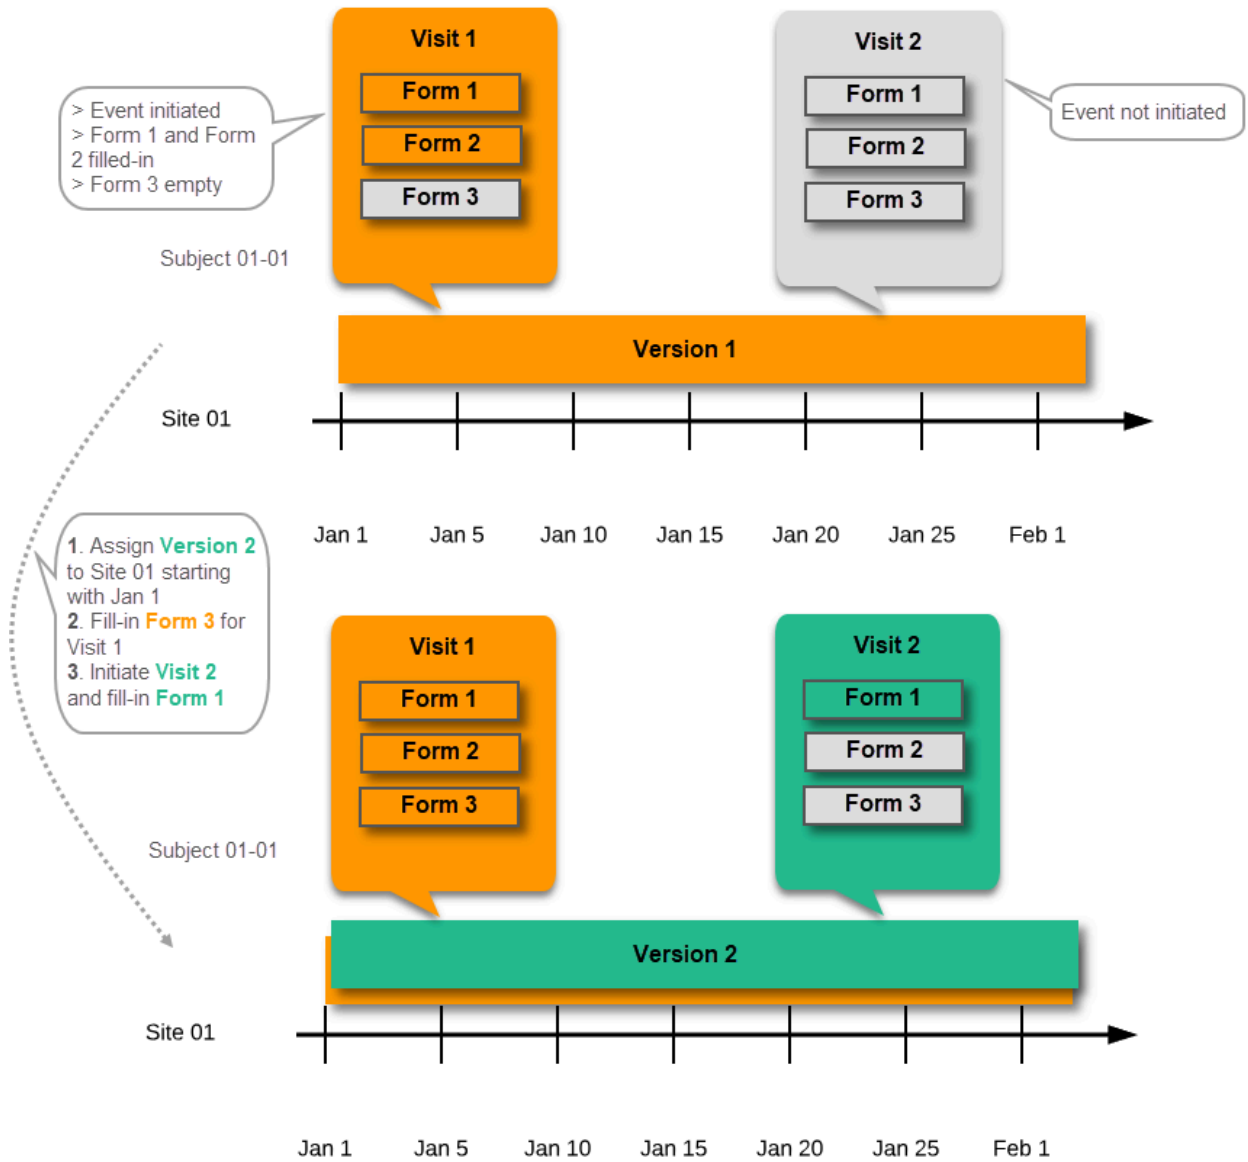 Visit 1
Form 1
Form 2
Form 3
Visit 2
Form 1
Form 2
Form 3
> Event initiated
> Form 1 and Form
2 filled-in
> Form 3 empty
Event not initiated
Subject 01-01
Version 1
Site 01
Jan 1 Jan 5 Jan 10 Jan 15 Jan 20 Jan 25 Feb 1
1. Assign Version 2
to Site 01 starting
with Jan 1
2. Fill-in Form 3 for
Visit 1
3. Initiate Visit 2
and fill-in Form 1
Visit 1
Form 1
Form 2
Form 3
Visit 2
Form 1
Form 2
Form 3
Subject 01-01
Version 2
Site 01
Jan 1 Jan 5 Jan 10 Jan 15 Jan 20 Jan 25 Feb 1